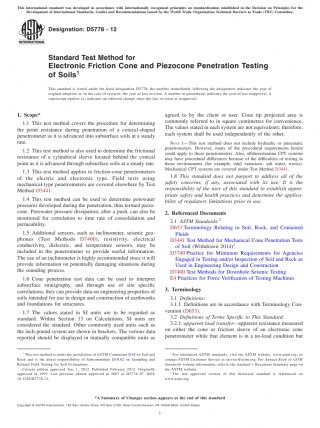 This international standard was developed in accordance with internationally recognized principles on standardization established in the Decision on Principles for the
Development of International Standards, Guides and Recommendations issued by the World Trade Organization Technical Barriers to Trade (TBT) Committee.
Designation: D5778 − 12
Standard Test Method for
Electronic Friction Cone and Piezocone Penetration Testing
of Soils1
This standard is issued under the fixed designation D5778; the number immediately following the designation indicates the year of
original adoption or, in the case of revision, the year of last revision. A number in parentheses indicates the year of last reapproval. A
superscript epsilon (ε) indicates an editorial change since the last revision or reapproval.
1. Scope*
1.1 This test method covers the procedure for determining
the point resistance during penetration of a conical-shaped
penetrometer as it is advanced into subsurface soils at a steady
rate.
1.2 This test method is also used to determine the frictional
resistance of a cylindrical sleeve located behind the conical
point as it is advanced through subsurface soils at a steady rate.
1.3 This test method applies to friction-cone penetrometers
of the electric and electronic type. Field tests using
mechanical-type penetrometers are covered elsewhere by Test
Method D3441.
1.4 This test method can be used to determine porewater
pressures developed during the penetration, thus termed piezo-
cone. Porewater pressure dissipation, after a push, can also be
monitored for correlation to time rate of consolidation and
permeability.
1.5 Additional sensors, such as inclinometer, seismic geo-
phones (Test Methods D7400), resistivity, electrical
conductivity, dielectric, and temperature sensors, may be
included in the penetrometer to provide useful information.
The use of an inclinometer is highly recommended since it will
provide information on potentially damaging situations during
the sounding process.
1.6 Cone penetration test data can be used to interpret
subsurface stratigraphy, and through use of site specific
correlations, they can provide data on engineering properties of
soils intended for use in design and construction of earthworks
and foundations for structures.
1.7 The values stated in SI units are to be regarded as
standard. Within Section 13 on Calculations, SI units are
considered the standard. Other commonly used units such as
the inch-pound system are shown in brackets. The various data
reported should be displayed in mutually compatible units as
agreed to by the client or user. Cone tip projected area is
commonly referred to in square centimetres for convenience.
The values stated in each system are not equivalents; therefore,
each system shall be used independently of the other.
NOTE 1—This test method does not include hydraulic or pneumatic
penetrometers. However, many of the procedural requirements herein
could apply to those penetrometers. Also, offshore/marine CPT systems
may have procedural differences because of the difficulties of testing in
those environments (for example, tidal variations, salt water, waves).
Mechanical CPT systems are covered under Test Method D3441.
1.8 This standard does not purport to address all of the
safety concerns, if any, associated with its use. It is the
responsibility of the user of this standard to establish appro-
priate safety and health practices and determine the applica-
bility of regulatory limitations prior to use.
2. Referenced Documents
2.1 ASTM Standards:2
D653 Terminology Relating to Soil, Rock, and Contained
Fluids
D3441 Test Method for Mechanical Cone Penetration Tests
of Soil (Withdrawn 2014)3
D3740 Practice for Minimum Requirements for Agencies
Engaged in Testing and/or Inspection of Soil and Rock as
Used in Engineering Design and Construction
D7400 Test Methods for Downhole Seismic Testing
E4 Practices for Force Verification of Testing Machines
3. Terminology
3.1 Definitions:
3.1.1 Definitions are in accordance with Terminology Con-
vention (D653).
3.2 Definitions of Terms Specific to This Standard:
3.2.1 apparent load transfer—apparent resistance measured
on either the cone or friction sleeve of an electronic cone
penetrometer while that element is in a no-load condition but
1 This test method is under the jurisdiction of ASTM Committee D18 on Soil and
Rock and is the direct responsibility of Subcommittee D18.02 on Sampling and
Related Field Testing for Soil Evaluations.
Current edition approved Jan. 1, 2012. Published February 2012. Originally
approved in 1995. Last previous edition approved in 2007 as
2 For referenced ASTM standards, visit the ASTM website, www.astm.org, or
contact ASTM Customer Service at service@astm.org. For Annual Book of ASTM
Standards volume information, refer to the standard's Document Summary page on
the ASTM website.
3 The last approved version of this historical standard is referenced on
www.astm.org.
*A Summary of Changes section appears at the end of this standard
1